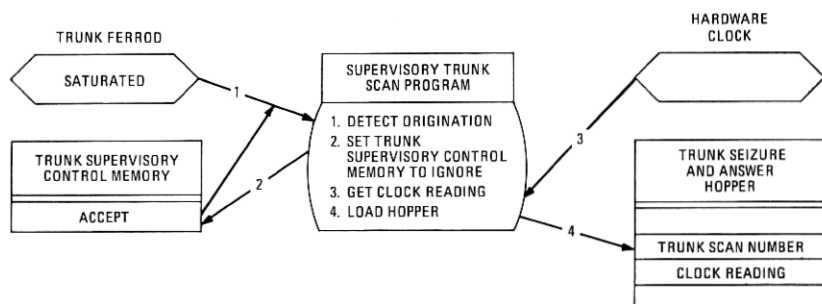 TRUNK FERROD
SATURATED
1
TRUNK SUPERVISORY
CONTROL MEMORY
ACCEPT
2
SUPERVISORY TRUNK
SCAN PROGRAM
1. DETECT ORIGINATION
2. SET TRUNK
SUPERVISORY CONTROL
MEMORY TO IGNORE
3. GET CLOCK READING
4. LOAD HOPPER
HARDWARE
CLOCK
3
4
TRUNK SEIZURE
AND ANSWER
HOPPER
TRUNK SCAN NUMBER
CLOCK READING